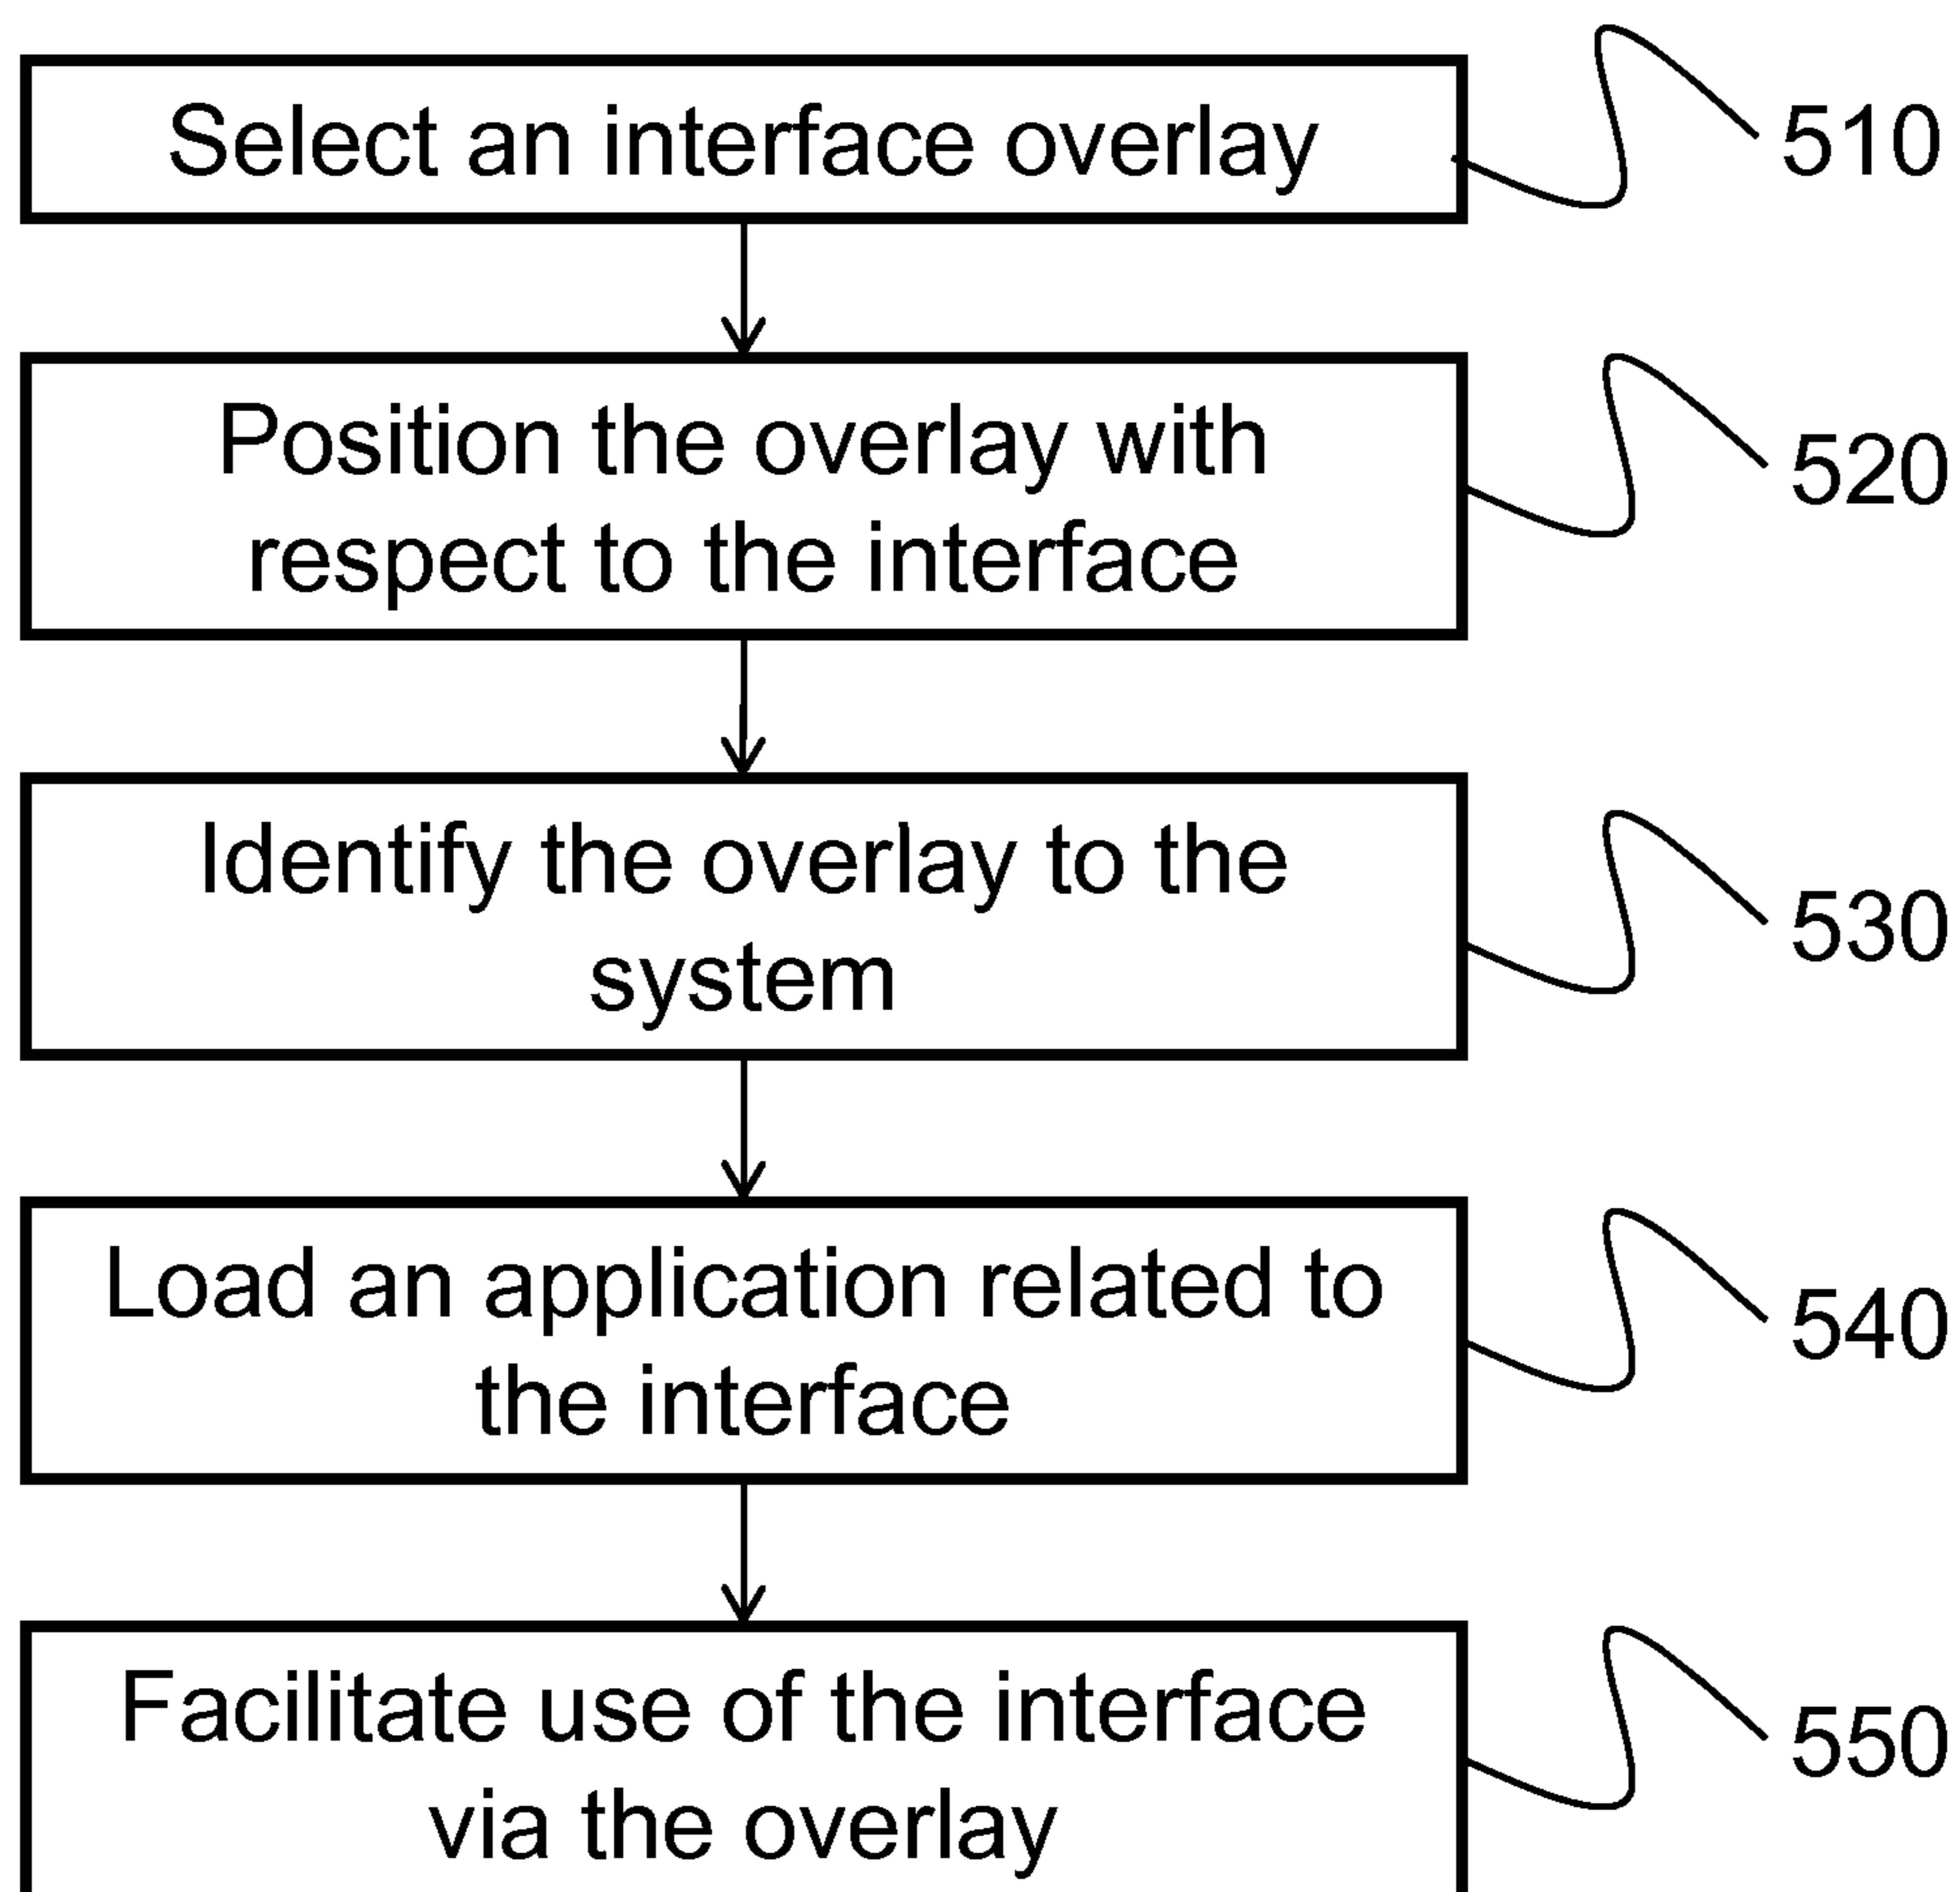 Select an interface overlay
510
Position the overlay with
respect to the interface
520
Identify the overlay to the
system
530
Load an application related to
the interface
540
Facilitate use of the interface
via the overlay
550